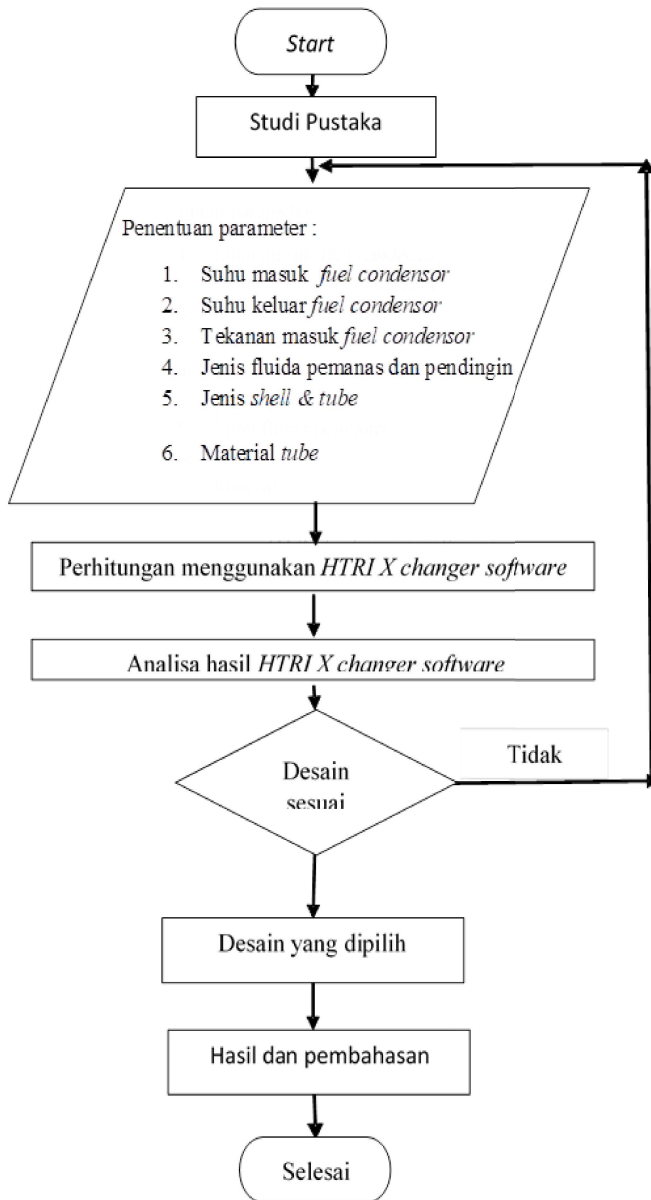 Start
Studi Pustaka
Penentuan parameter :
1. Suhu masuk fuel condensor
2. Suhu keluar fuel condensor
3. Tekanan masuk fuel condensor
4. Jenis fluida pemanas dan pendingin
5. Jenis shell & tube
6. Material tube
Perhitungan menggunakan HTRI X changer software
Analisa hasil HTRI X changer software
Desain
sesuai
Tidak
Desain yang dipilih
Hasil dan pembahasan
Selesai